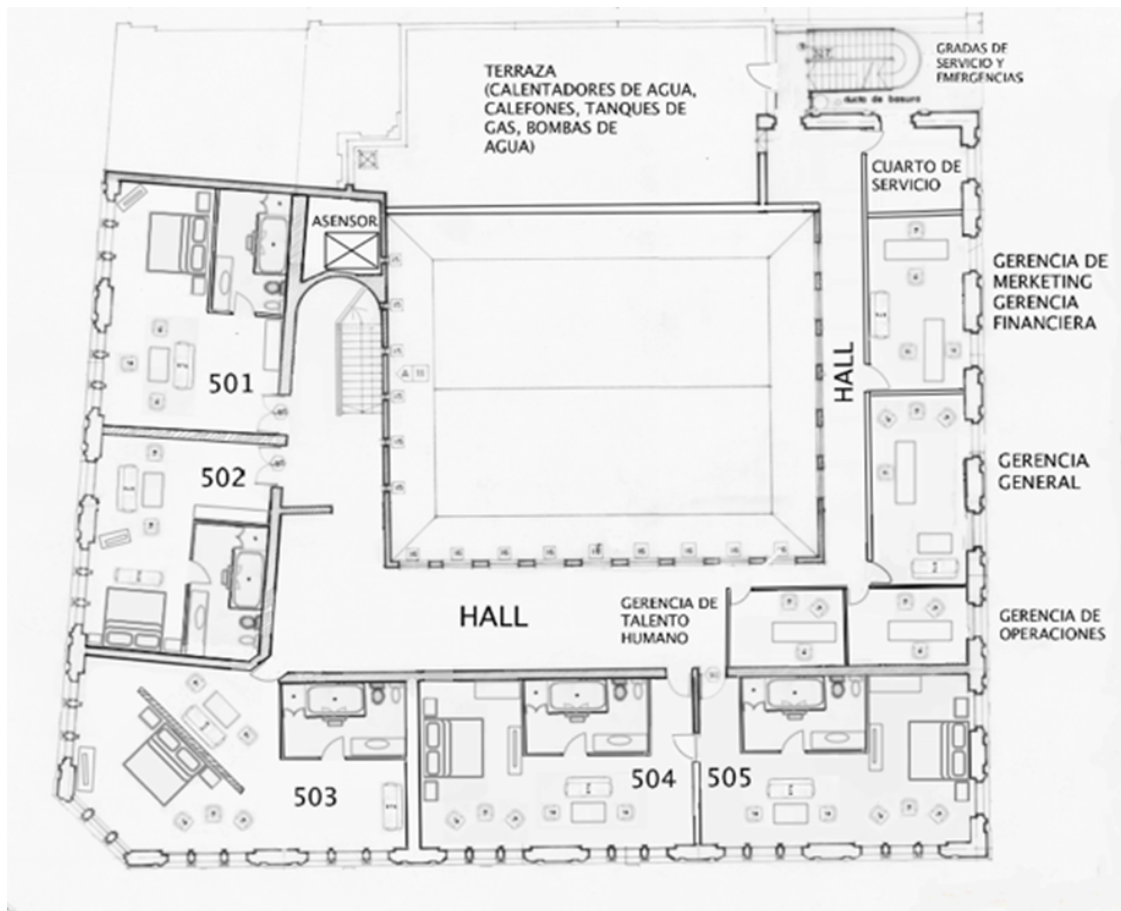 TERRAZA
(CALENTADORES DE AGUA,
CALEFONES, TANQUES DE
GAS, BOMBAS DE
AGUA)
GRADAS DE
SERVICIO Y
EMERGENCIAS
ducto de basura
CUARTO DE
SERVICIO
ASENSOR
GERENCIA DE
MERKETING
GERENCIA
FINANCIERA
501
HALL
502
GERENCIA
GENERAL
HALL
GERENCIA DE
TALENTO
HUMANO
GERENCIA DE
OPERACIONES
503
504
505